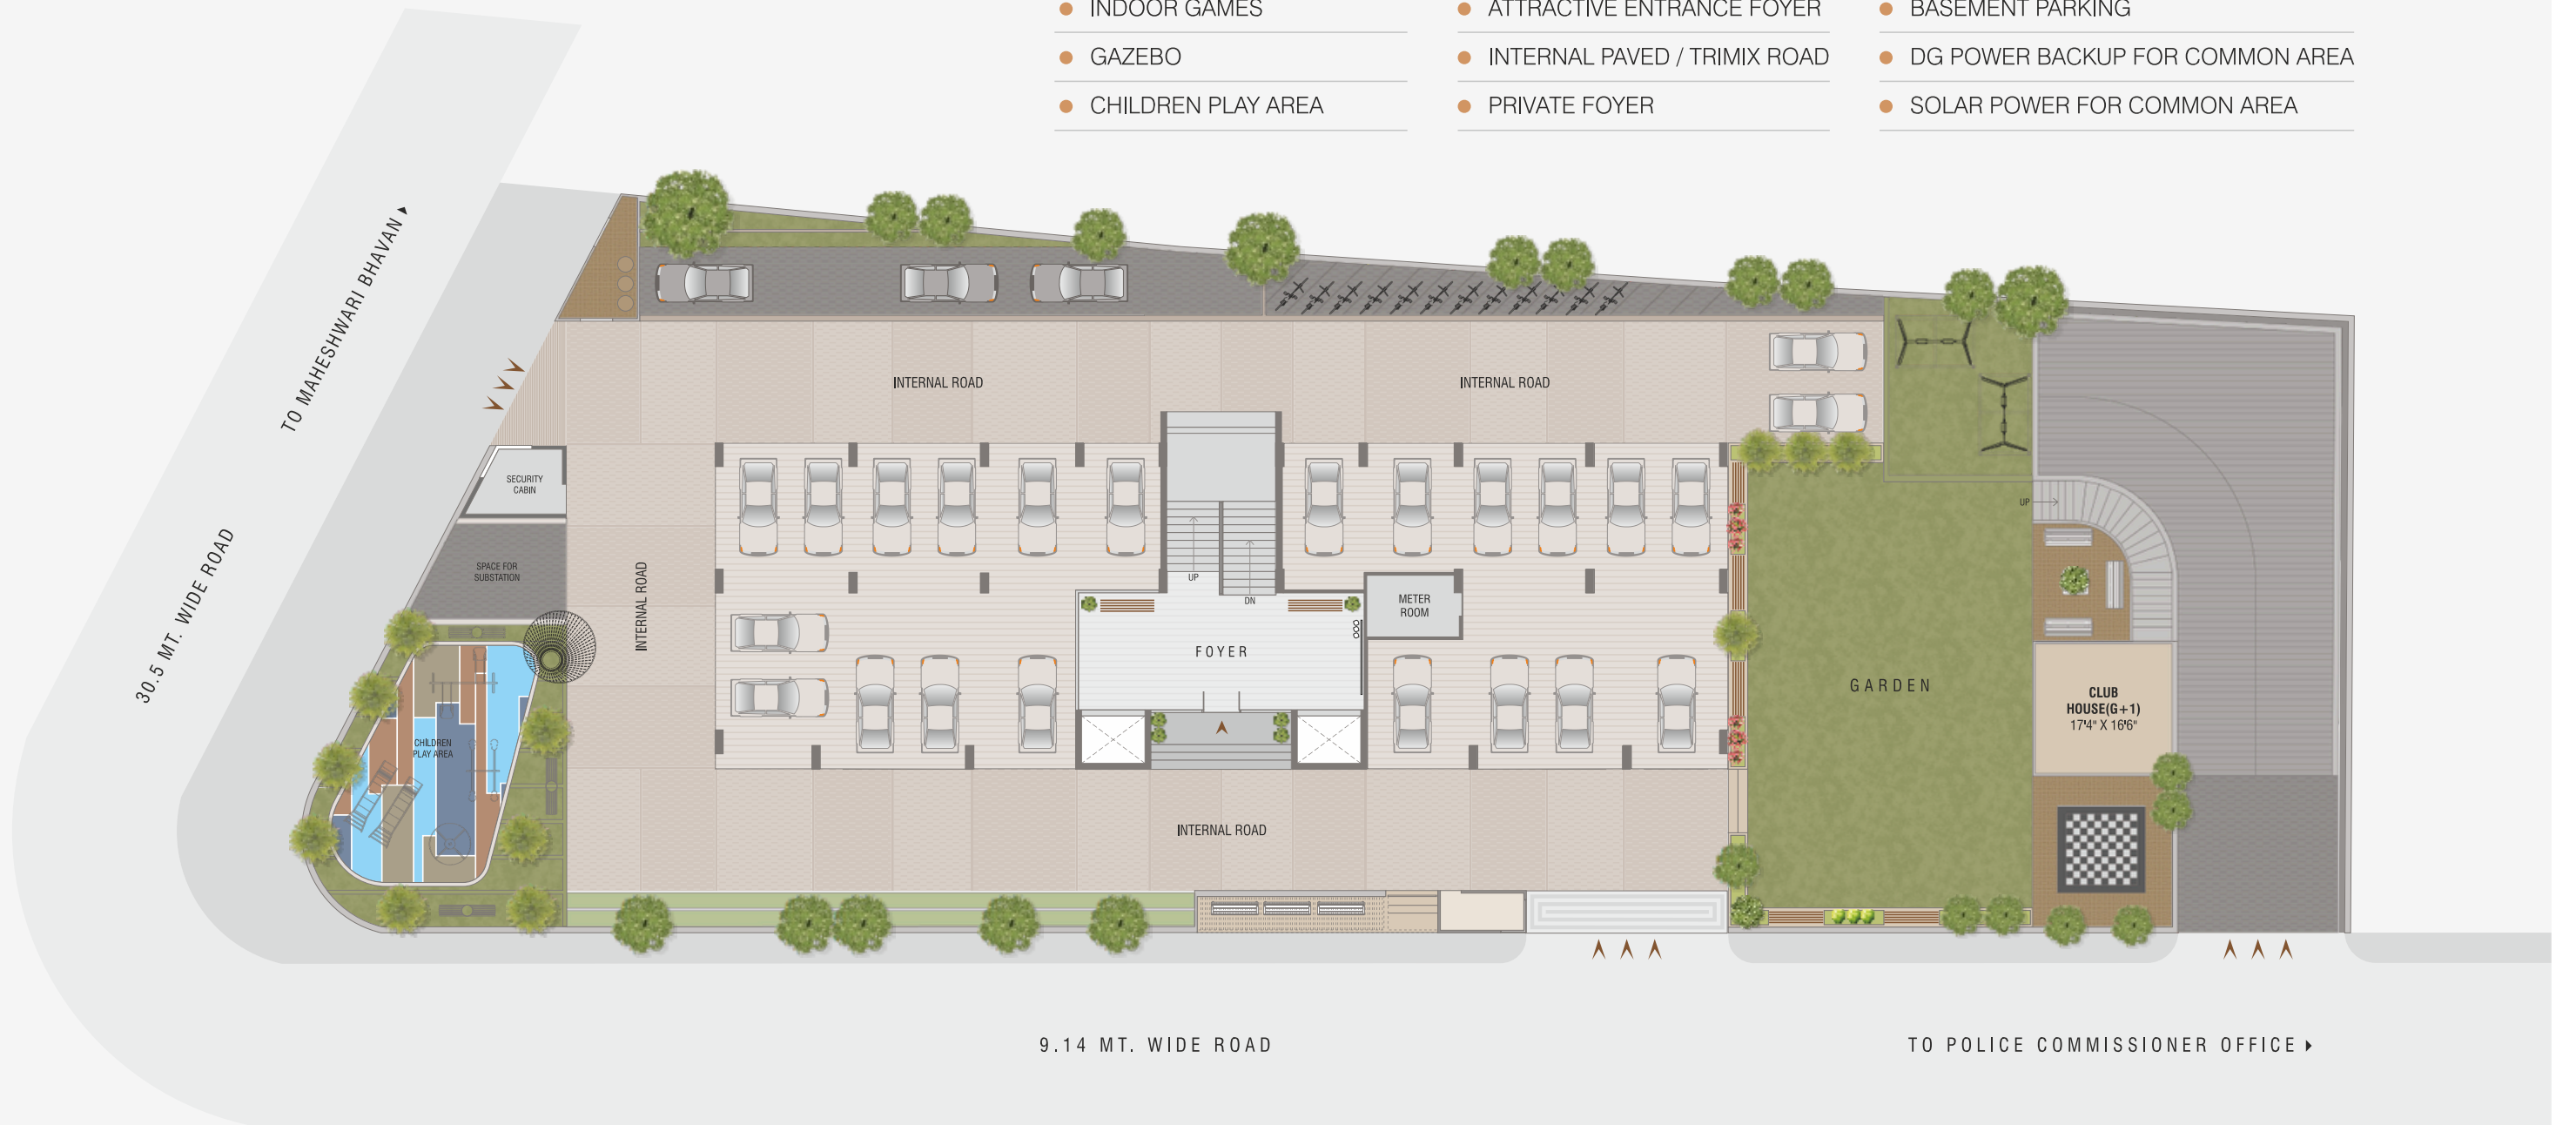 INDOOR GAMES
GAZEBO
CHILDREN PLAY AREA
ATTRACTIVE ENTRANCE FOYER
INTERNAL PAVED / TRIMIX ROAD
PRIVATE FOYER
BASEMENT PARKING
DG POWER BACKUP FOR COMMON AREA
SOLAR POWER FOR COMMON AREA
TO MAHESHWARI BHAVAN
30.5 MT. WIDE ROAD
INTERNAL ROAD
INTERNAL ROAD
SECURITY
CABIN
SPACE FOR
SUBSTATION
INTERNAL ROAD
UP
DN
UP
METER
ROOM
FOYER
GARDEN
CLUB
HOUSE(G+1)
17'4" X 16'6"
CHILDREN
PLAY AREA
INTERNAL ROAD
9.14 MT. WIDE ROAD
TO POLICE COMMISSIONER OFFICE